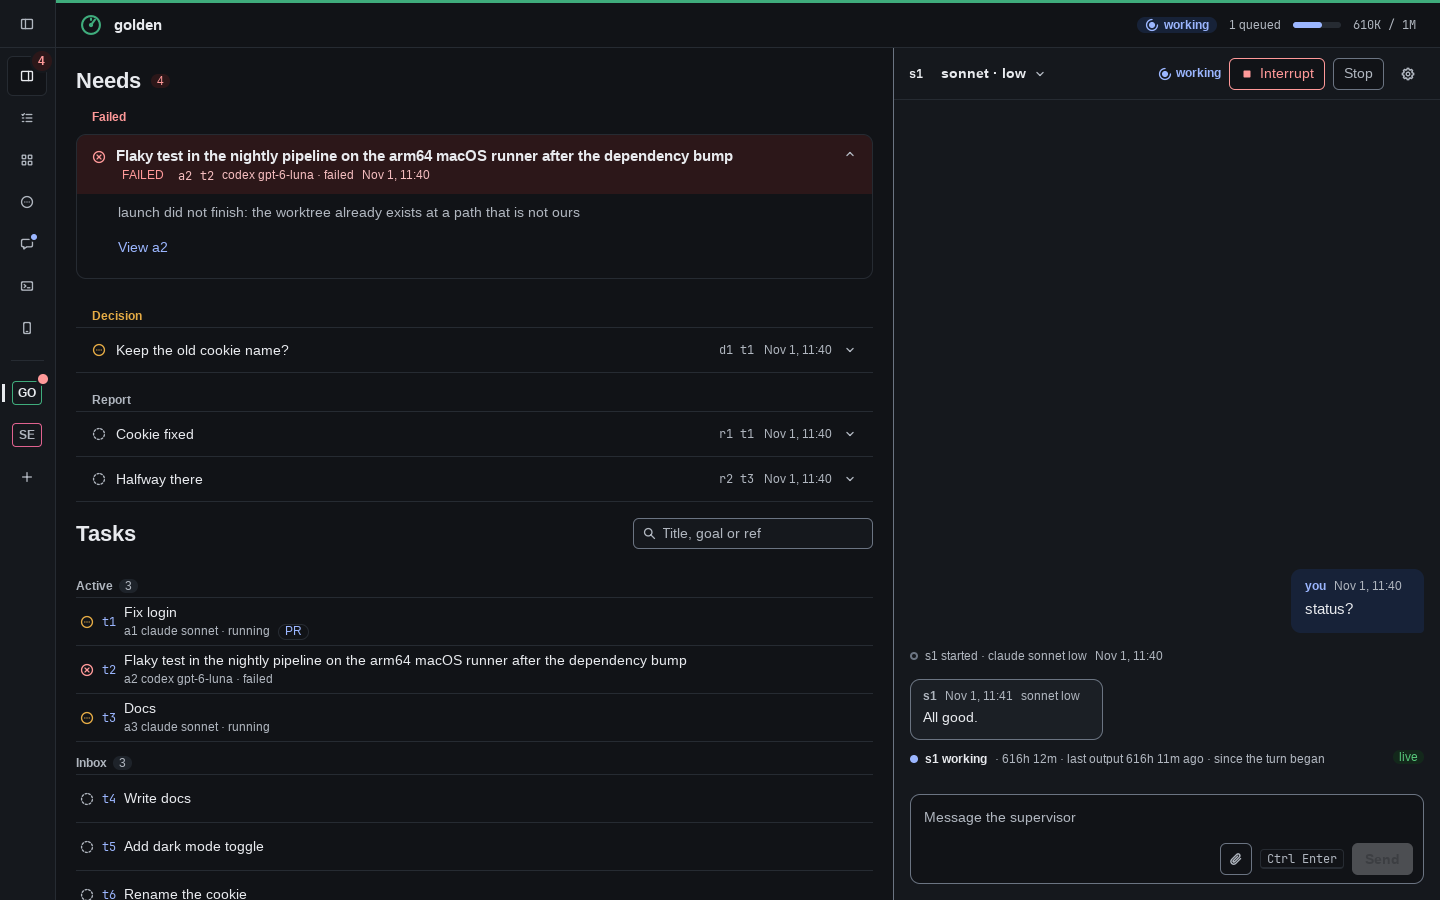 golden
working
1 queued
610K / 1M
4
GO
SE
Needs 4
Failed
Flaky test in the nightly pipeline on the arm64 macOS runner after the dependency bump
FAILED a2 t2 codex gpt-6-luna · failed Nov 1, 11:40
launch did not finish: the worktree already exists at a path that is not ours
View a2
Decision
Keep the old cookie name? d1 t1 Nov 1, 11:40
Report
Cookie fixed r1 t1 Nov 1, 11:40
Halfway there r2 t3 Nov 1, 11:40
Tasks
Title, goal or ref
Active 3
t1 Fix login
a1 claude sonnet · running PR
t2 Flaky test in the nightly pipeline on the arm64 macOS runner after the dependency bump
a2 codex gpt-6-luna · failed
t3 Docs
a3 claude sonnet · running
Inbox 3
t4 Write docs
t5 Add dark mode toggle
t6 Rename the cookie
s1 sonnet · low
working
Interrupt
Stop
you Nov 1, 11:40
status?
s1 started · claude sonnet low Nov 1, 11:40
s1 Nov 1, 11:41 sonnet low
All good.
s1 working · 616h 12m · last output 616h 11m ago · since the turn began
live
Message the supervisor
Ctrl Enter
Send